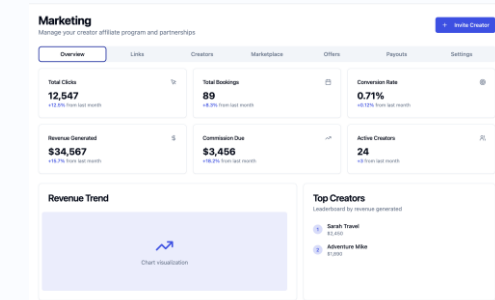 Marketing
Manage your creator affiliate program and partnerships
+ Invite Creator
Overview
Links
Creators
Marketplace
Offers
Payouts
Settings
Total Clicks
12,547
+12.5% from last month
Total Bookings
89
+8.3% from last month
Conversion Rate
0.71%
+0.12% from last month
Revenue Generated
$34,567
+15.7% from last month
Commission Due
$3,456
+18.2% from last month
Active Creators
24
+3 from last month
Revenue Trend
Chart visualization
Top Creators
Leaderboard by revenue generated
1
Sarah Travel
2
Adventure Mike